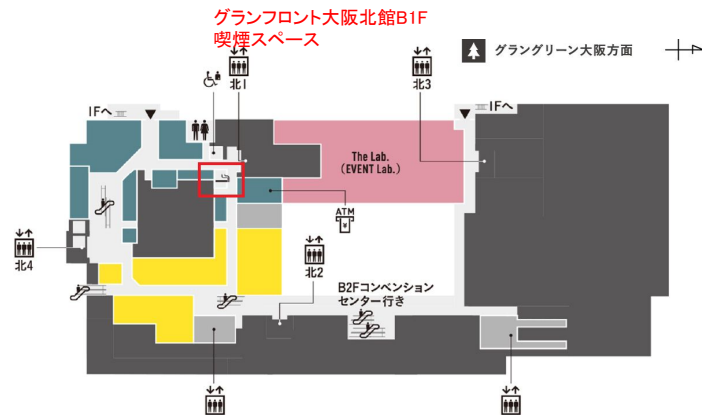 グランフロント大阪北館B1F
喫煙スペース
グラングリーン大阪方面
北1
北3
1Fへ
1Fへ
The Lab.
(EVENT Lab.)
ATM
¥
北4
北2
B2Fコンベンション
センター行き